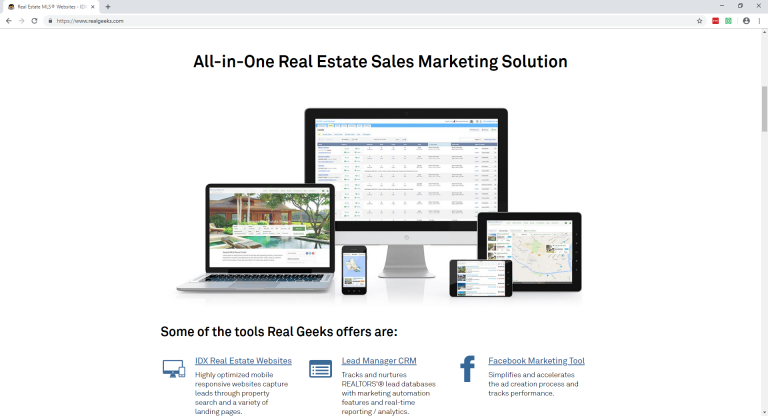 Real Estate MLS® Websites - IDX
https://www.realgeeks.com
All-in-One Real Estate Sales Marketing Solution
Some of the tools Real Geeks offers are:
IDX Real Estate Websites
Highly optimized mobile
responsive websites capture
leads through property
search and a variety of
landing pages.
Lead Manager CRM
Tracks and nurtures
REALTORS'® lead databases
with marketing automation
features and real-time
reporting / analytics.
Facebook Marketing Tool
Simplifies and accelerates
the ad creation process and
tracks performance.